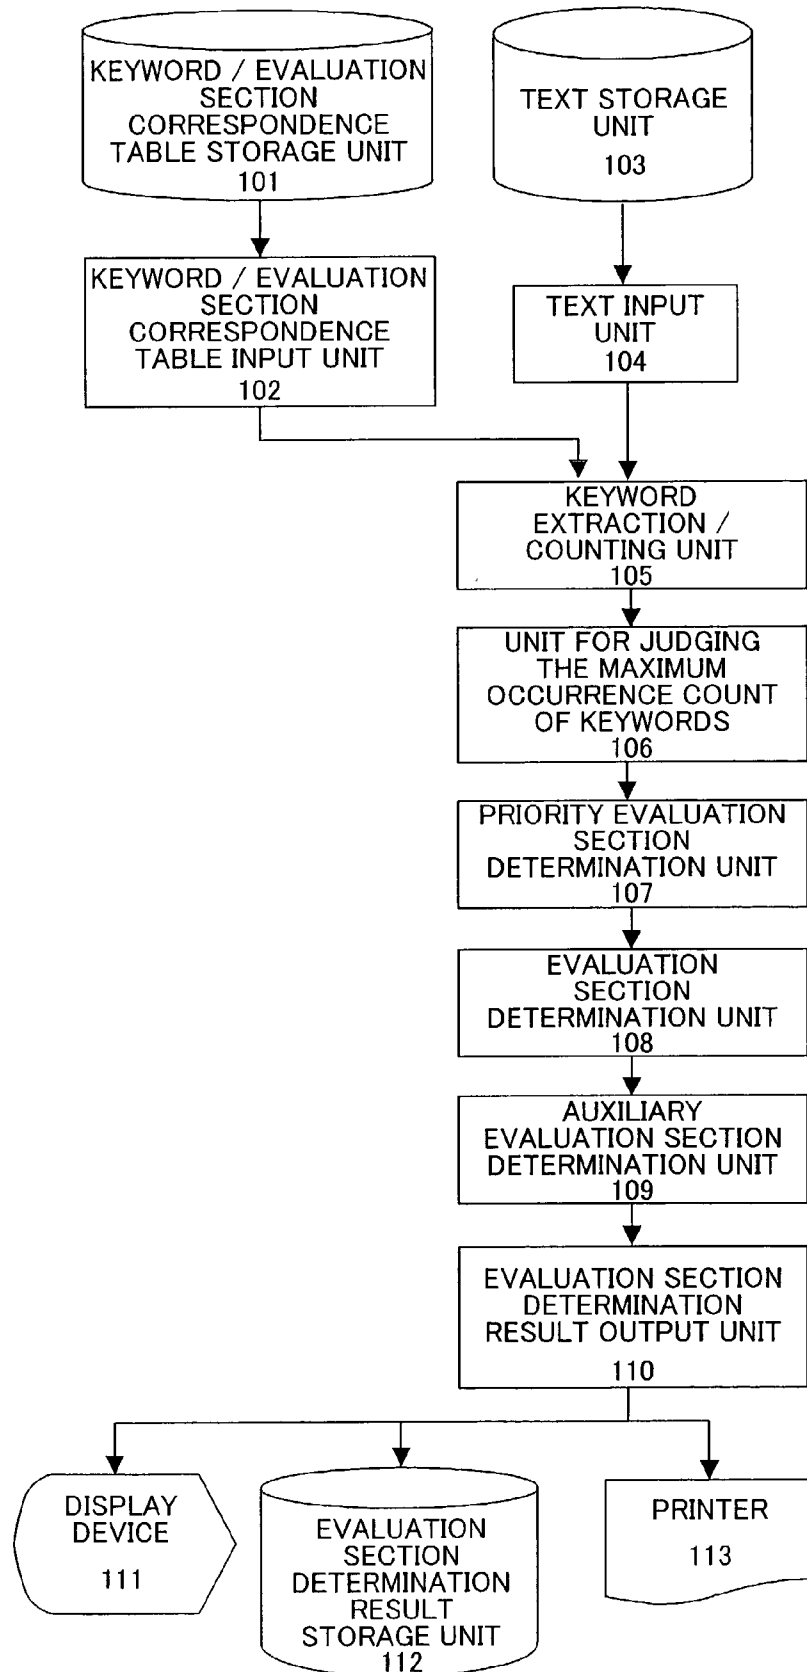 KEYWORD / EVALUATION
SECTION
CORRESPONDENCE
TABLE STORAGE UNIT
101
TEXT STORAGE
UNIT
103
KEYWORD / EVALUATION
SECTION
CORRESPONDENCE
TABLE INPUT UNIT
102
TEXT INPUT
UNIT
104
KEYWORD
EXTRACTION /
COUNTING UNIT
105
UNIT FOR JUDGING
THE MAXIMUM
OCCURRENCE COUNT
OF KEYWORDS
106
PRIORITY EVALUATION
SECTION
DETERMINATION UNIT
107
EVALUATION
SECTION
DETERMINATION UNIT
108
AUXILIARY
EVALUATION SECTION
DETERMINATION UNIT
109
EVALUATION SECTION
DETERMINATION
RESULT OUTPUT UNIT
110
DISPLAY
DEVICE
111
EVALUATION
SECTION
DETERMINATION
RESULT
STORAGE UNIT
112
PRINTER
113